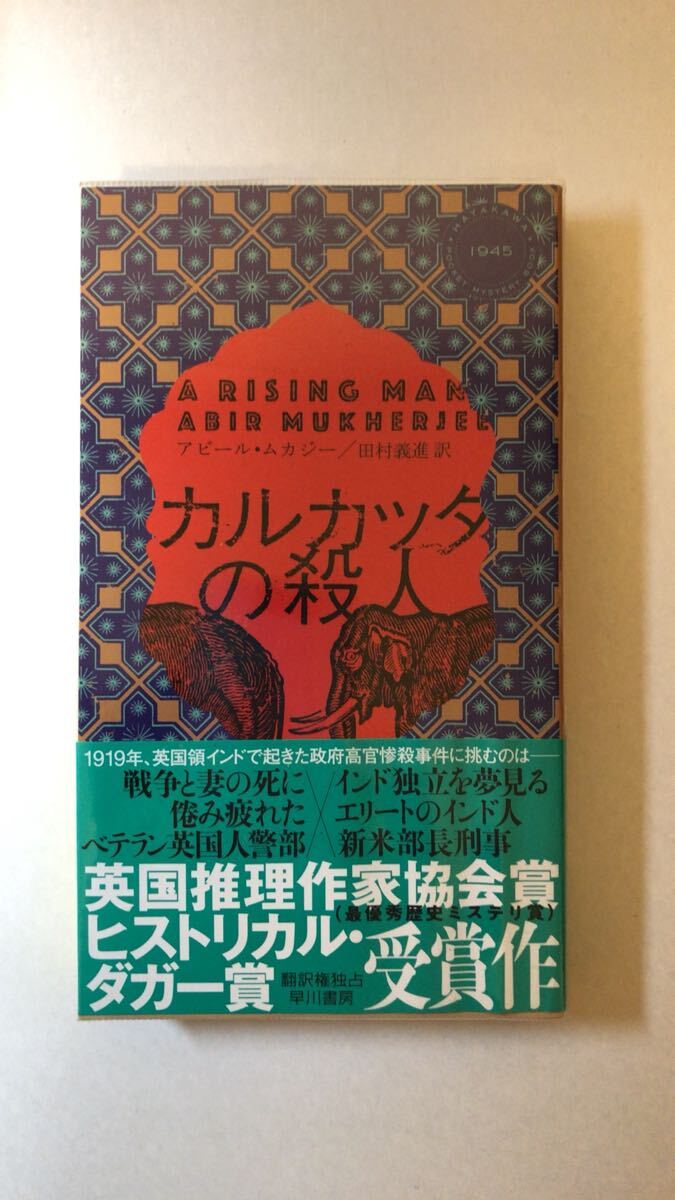 HAYAKAWA
1945
POCKET MYSTERY BOOK
A RISING MAN
ABIR MUKHERJEE
アビール・ムカジー/田村義進 訳
カルカッタ
の殺人
1919年、英国領インドで起きた政府高官惨殺事件に挑むのは――
戦争と妻の死に
倦み疲れた
ベテラン英国人警部
×
インド独立を夢見る
エリートのインド人
新米部長刑事
英国推理作家協会賞
(最優秀歴史ミステリ賞)
ヒストリカル・
ダガー賞
受賞作
翻訳権独占
早川書房